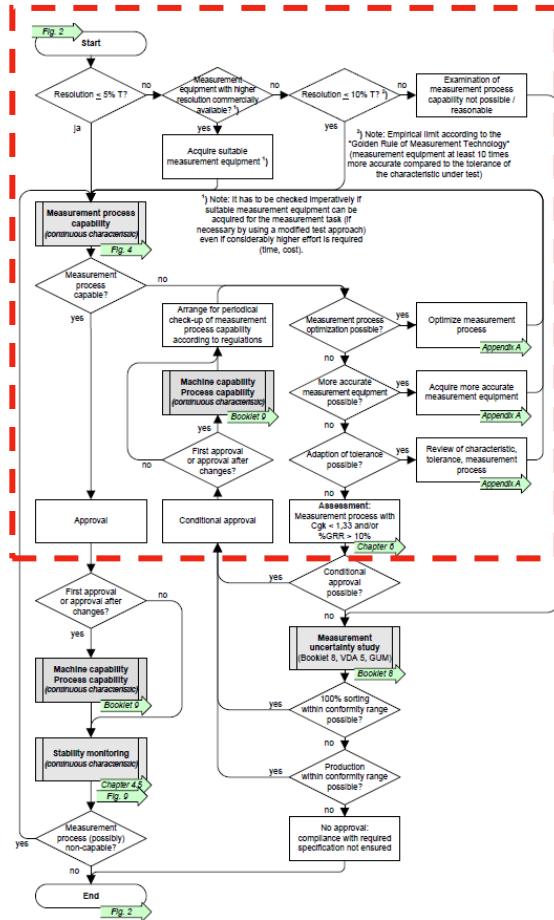 Fig. 2
Start
Resolution ≤ 5% T?
no
Measurement
equipment with higher
resolution commercially
available? ¹)
no
Resolution ≤ 10% T? ²)
no
Examination of
measurement process
capability not possible /
reasonable
ja
yes
yes
Acquire suitable
measurement equipment ¹)
²) Note: Empirical limit according to the
"Golden Rule of Measurement Technology"
(measurement equipment at least 10 times
more accurate compared to the tolerance
of the characteristic under test)
¹) Note: It has to be checked imperatively if
suitable measurement equipment can be
acquired for the measurement task (if
necessary by using a modified test approach)
even if considerably higher effort is required
(time, cost).
Measurement process
capability
(continuous characteristic)
Fig. 4
Measurement
process
capable?
no
yes
Arrange for periodical
check-up of measurement
process capability
according to regulations
Measurement process
optimization possible?
yes
Optimize measurement
process
Appendix A
no
Machine capability
Process capability
(continuous characteristic)
Booklet 9
More accurate
measurement equipment
possible?
yes
Acquire more accurate
measurement equipment
Appendix A
yes
no
no
First approval
or approval after
changes?
Adaption of tolerance
possible?
yes
Review of characteristic,
tolerance, measurement
process
Appendix A
no
Approval
Conditional approval
Assessment:
Measurement process with
Cgk < 1,33 and/or
%GRR > 10%
Chapter 6
First approval
or approval after
changes?
no
yes
Conditional
approval
possible?
yes
no
Machine capability
Process capability
(continuous characteristic)
Booklet 9
Measurement
uncertainty study
(Booklet 8, VDA 5, GUM)
Booklet 8
yes
100% sorting
within conformity range
possible?
no
Stability monitoring
(continuous characteristic)
Chapter 4.5
Fig. 9
yes
Production
within conformity range
possible?
no
yes
Measurement
process (possibly)
non-capable?
No approval:
compliance with required
specification not ensured
no
End
Fig. 2